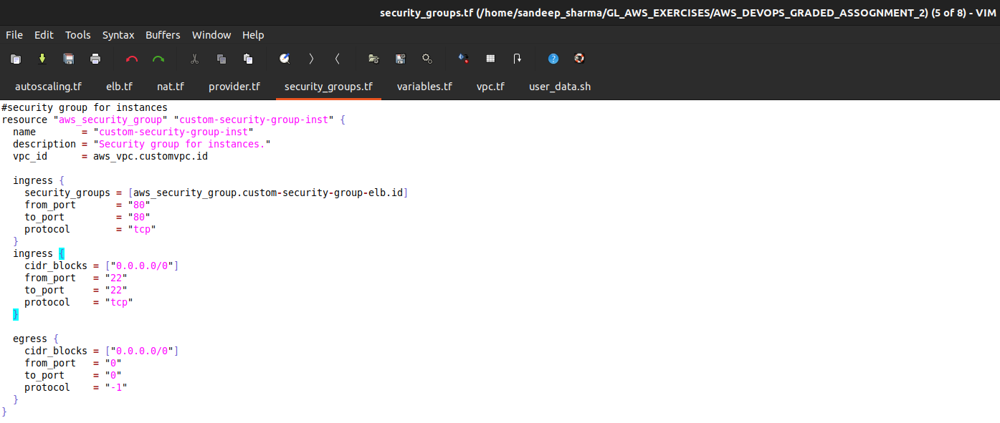 security_groups.tf (/home/sandeep_sharma/GL_AWS_EXERCISES/AWS_DEVOPS_GRADED_ASSOGNMENT_2) (5 of 8) - VIM
File Edit Tools Syntax Buffers Window Help
autoscaling.tf elb.tf nat.tf provider.tf security_groups.tf variables.tf vpc.tf user_data.sh
#security group for instances
resource "aws_security_group" "custom-security-group-inst" {
  name        = "custom-security-group-inst"
  description = "Security group for instances."
  vpc_id      = aws_vpc.customvpc.id

  ingress {
    security_groups = [aws_security_group.custom-security-group-elb.id]
    from_port       = "80"
    to_port         = "80"
    protocol        = "tcp"
  }
  ingress {
    cidr_blocks = ["0.0.0.0/0"]
    from_port   = "22"
    to_port     = "22"
    protocol    = "tcp"
  }

  egress {
    cidr_blocks = ["0.0.0.0/0"]
    from_port   = "0"
    to_port     = "0"
    protocol    = "-1"
  }
}